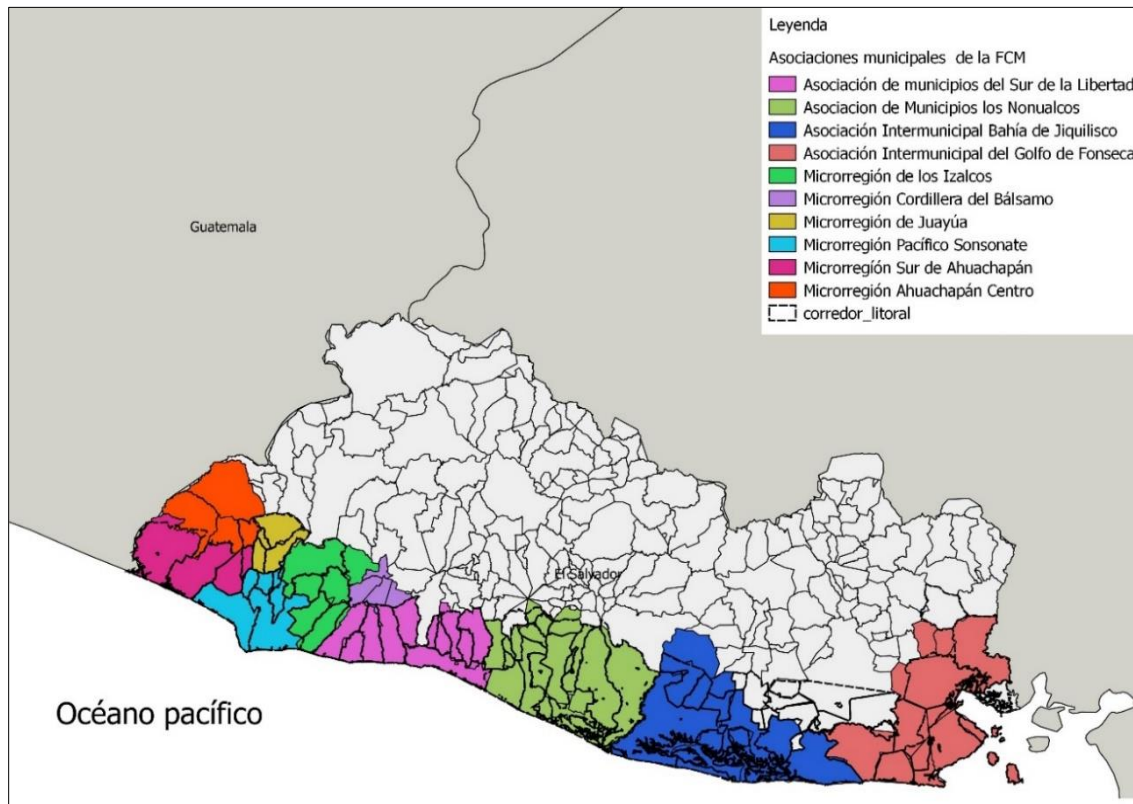 Leyenda
Asociaciones municipales de la FCM
Asociación de municipios del Sur de la Libertad
Asociacion de Municipios los Nonualcos
Asociación Intermunicipal Bahía de Jiquilisco
Asociación Intermunicipal del Golfo de Fonseca
Microrregión de los Izalcos
Microrregión Cordillera del Bálsamo
Microrregión de Juayúa
Microrregión Pacífico Sonsonate
Microrregión Sur de Ahuachapán
Microrregión Ahuachapán Centro
corredor_litoral
Guatemala
El Salvador
Océano pacífico